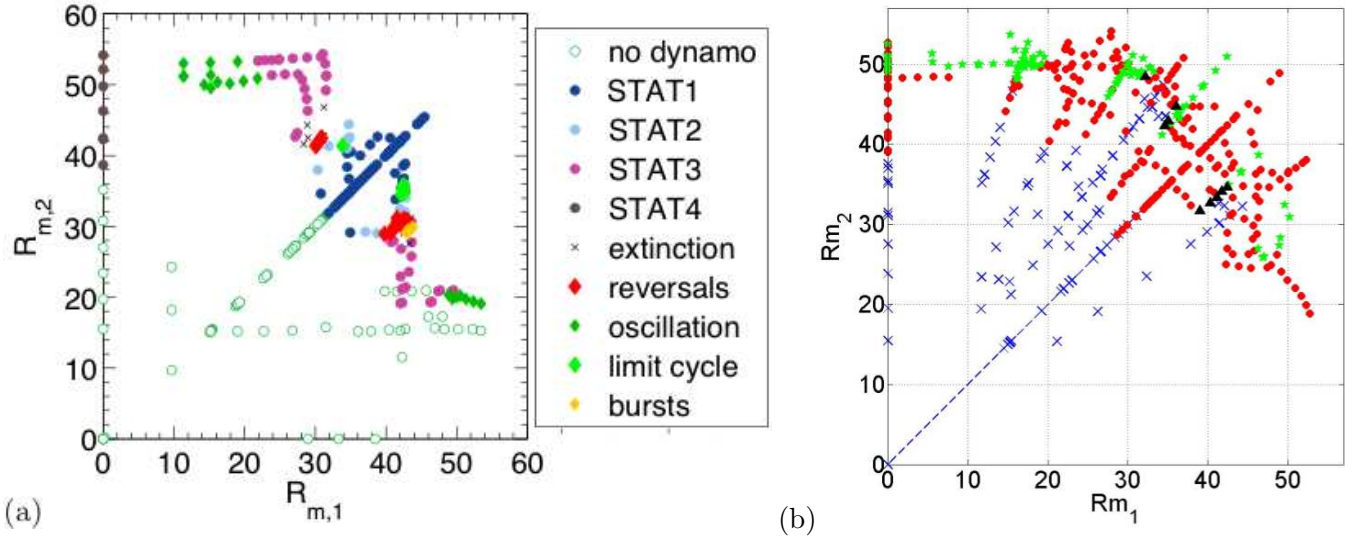 60
50
40
30
20
10
0
R_m,2
0 10 20 30 40 50 60
R_m,1
(a)
no dynamo
STAT1
STAT2
STAT3
STAT4
extinction
reversals
oscillation
limit cycle
bursts
50
40
30
20
10
0
Rm_2
0 10 20 30 40 50
Rm_1
(b)